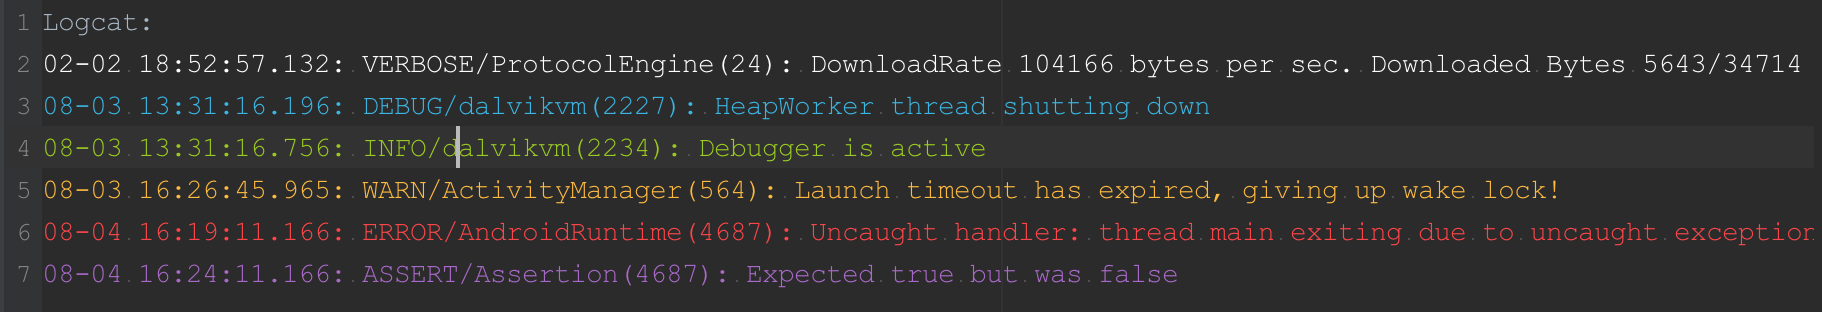 1 Logcat:
2 02-02 18:52:57.132: VERBOSE/ProtocolEngine(24): DownloadRate 104166 bytes per sec. Downloaded Bytes 5643/34714
3 08-03 13:31:16.196: DEBUG/dalvikvm(2227): HeapWorker thread shutting down
4 08-03 13:31:16.756: INFO/dalvikvm(2234): Debugger is active
5 08-03 16:26:45.965: WARN/ActivityManager(564): Launch timeout has expired, giving up wake lock!
6 08-04 16:19:11.166: ERROR/AndroidRuntime(4687): Uncaught handler: thread main exiting due to uncaught exception
7 08-04 16:24:11.166: ASSERT/Assertion(4687): Expected true but was false